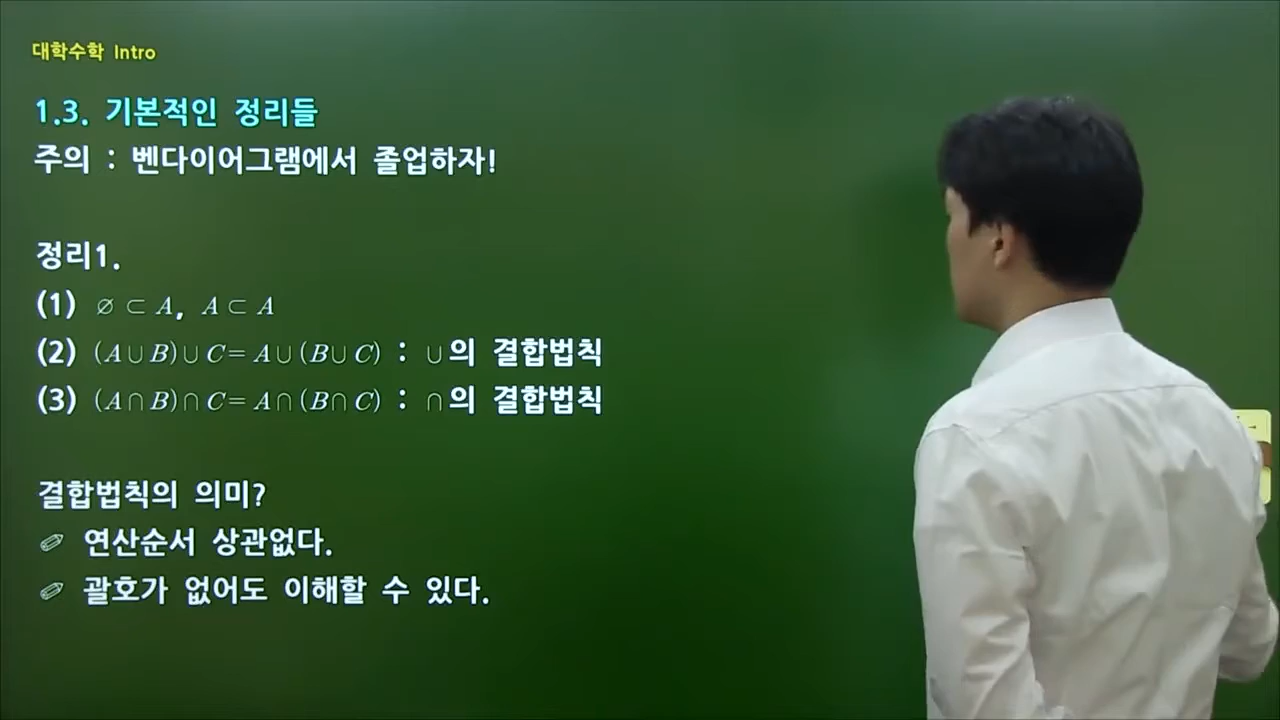 대학수학 Intro
1.3. 기본적인 정리들
주의 : 벤다이어그램에서 졸업하자!
정리1.
(1) ∅ ⊂ A, A ⊂ A
(2) (A∪B)∪C = A∪(B∪C) : ∪의 결합법칙
(3) (A∩B)∩C = A∩(B∩C) : ∩의 결합법칙
결합법칙의 의미?
연산순서 상관없다.
괄호가 없어도 이해할 수 있다.